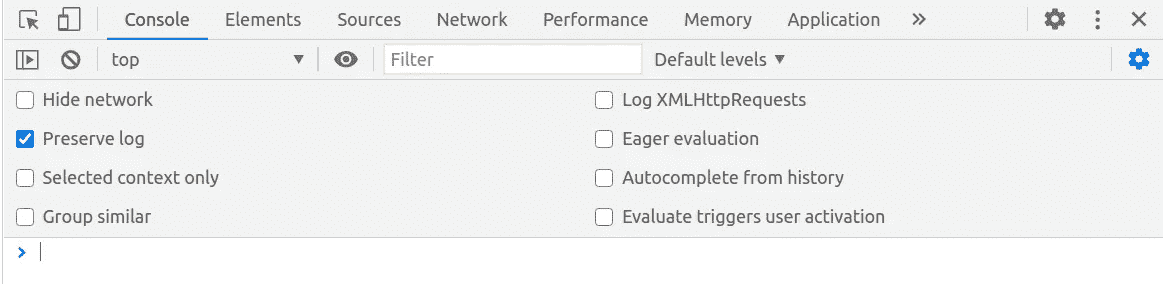 Console Elements Sources Network Performance Memory Application »
top Filter Default levels
Hide network Log XMLHttpRequests
Preserve log Eager evaluation
Selected context only Autocomplete from history
Group similar Evaluate triggers user activation